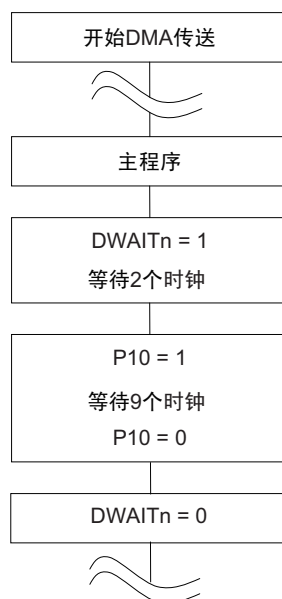 开始DMA传送
主程序
DWAITn = 1
等待2个时钟
P10 = 1
等待9个时钟
P10 = 0
DWAITn = 0